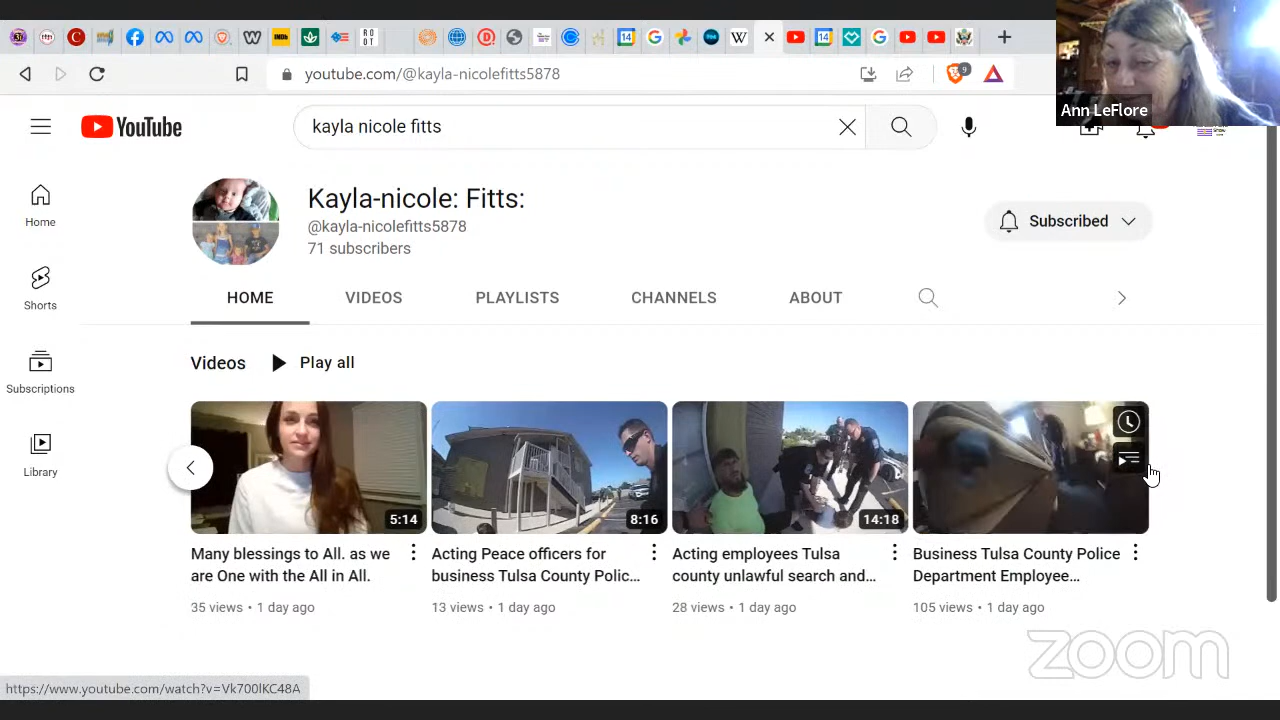 youtube.com/@kayla-nicolefitts5878
9
Ann LeFlore
YouTube
kayla nicole fitts
Kayla-nicole: Fitts:
@kayla-nicolefitts5878
71 subscribers
Subscribed
Home
Shorts
Subscriptions
Library
HOME VIDEOS PLAYLISTS CHANNELS ABOUT
Videos Play all
5:14
8:16
14:18
Many blessings to All. as we
are One with the All in All.
35 views • 1 day ago
Acting Peace officers for
business Tulsa County Polic...
13 views • 1 day ago
Acting employees Tulsa
county unlawful search and...
28 views • 1 day ago
Business Tulsa County Police
Department Employee...
105 views • 1 day ago
zoom
https://www.youtube.com/watch?v=Vk700lKC48A